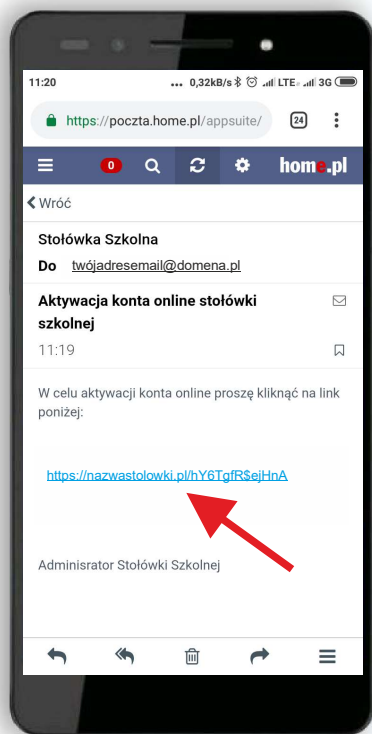 11:20 ... 0,32kB/s LTE 3G
https://poczta.home.pl/appsuite/ 24
0 home.pl
Wróć
Stołówka Szkolna
Do twójadresemail@domena.pl
Aktywacja konta online stołówki
szkolnej
11:19
W celu aktywacji konta online proszę kliknąć na link
poniżej:
https://nazwastolowki.pl/hY6TgfR$ejHnA
Adminisrator Stołówki Szkolnej